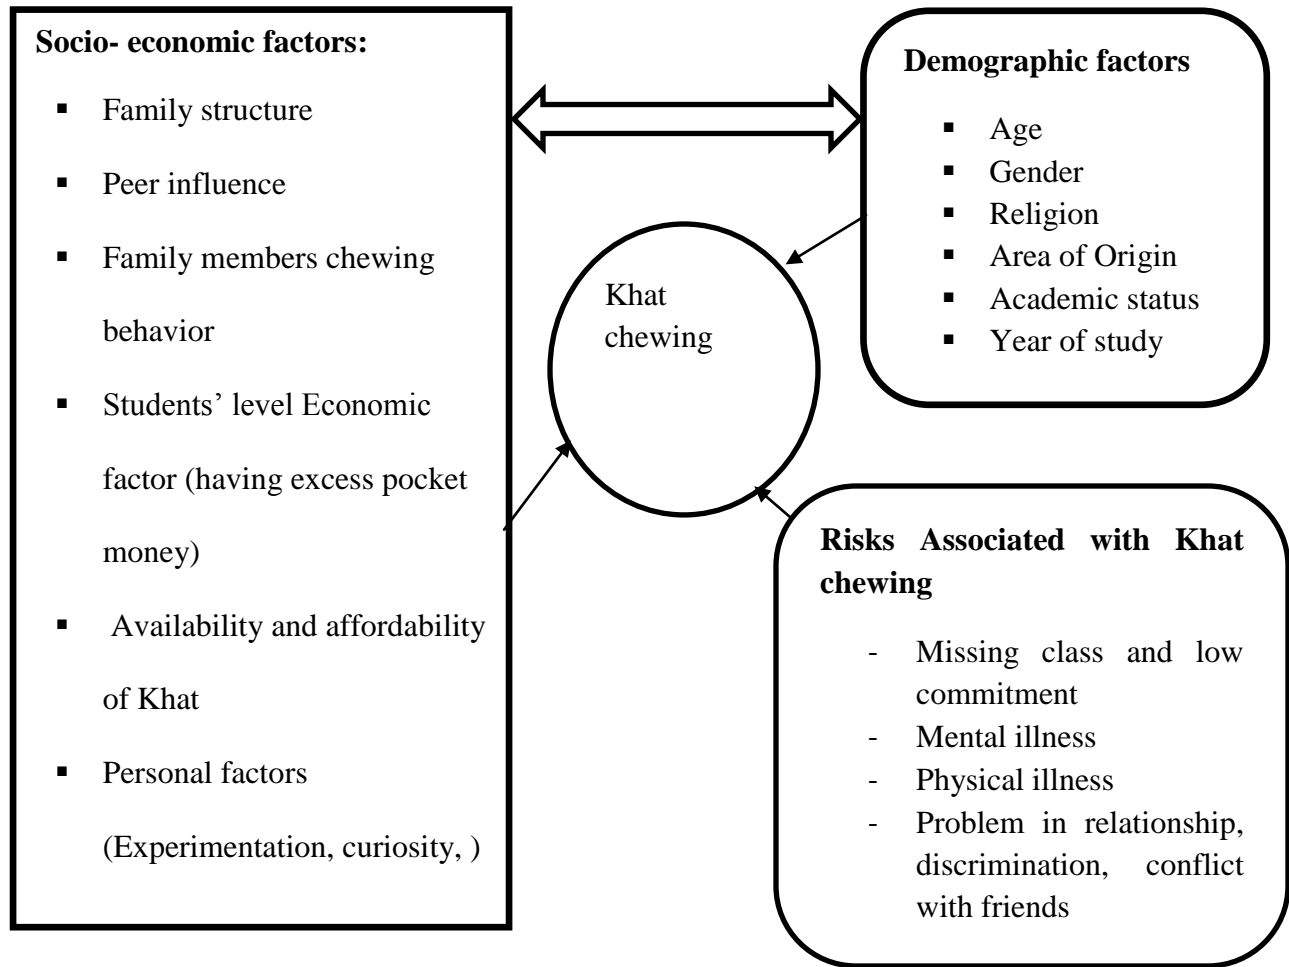 Socio- economic factors:
▪ Family structure
▪ Peer influence
▪ Family members chewing
behavior
▪ Students’ level Economic
factor (having excess pocket
money)
▪ Availability and affordability
of Khat
▪ Personal factors
(Experimentation, curiosity, )
Demographic factors
▪ Age
▪ Gender
▪ Religion
▪ Area of Origin
▪ Academic status
▪ Year of study
Khat
chewing
Risks Associated with Khat
chewing
- Missing class and low
commitment
- Mental illness
- Physical illness
- Problem in relationship,
discrimination, conflict
with friends